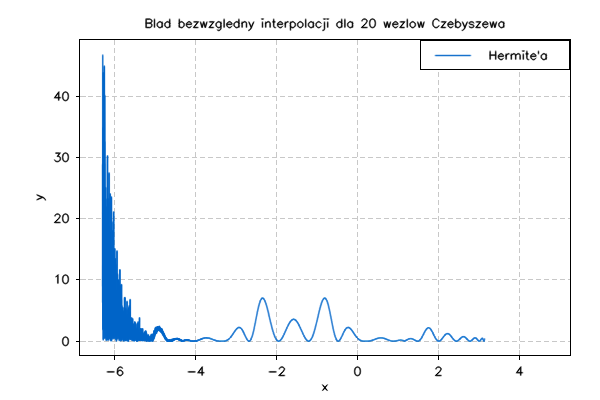 Blad bezwzgledny interpolacji dla 20 wezlow Czebyszewa
Hermite'a
40
30
20
10
0
y
−6 −4 −2 0 2 4
x